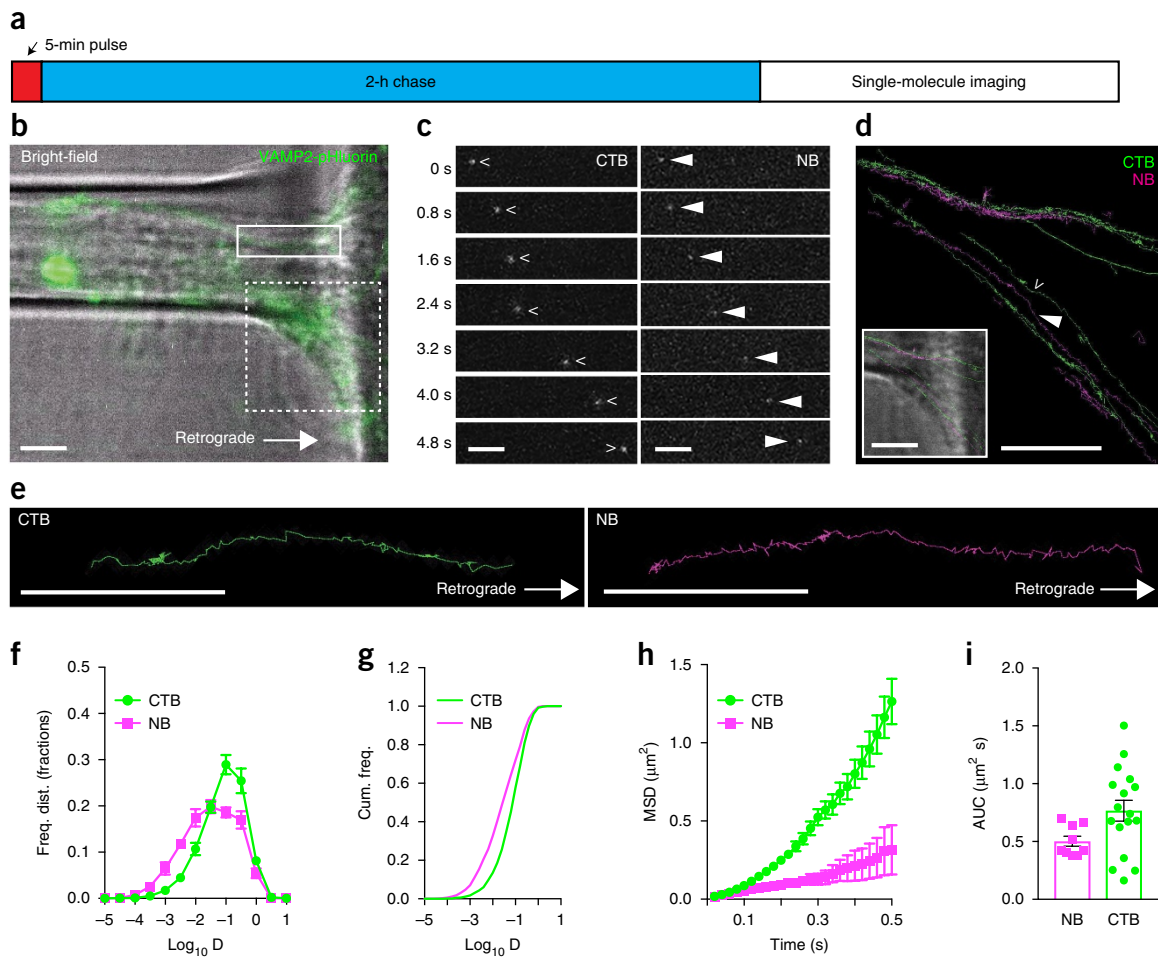 a
5-min pulse
2-h chase
Single-molecule imaging
b
Bright-field
VAMP2-pHluorin
Retrograde
c
CTB
NB
0 s
0.8 s
1.6 s
2.4 s
3.2 s
4.0 s
4.8 s
d
CTB
NB
e
CTB
Retrograde
NB
Retrograde
f
Freq. dist. (fractions)
0.5
0.4
0.3
0.2
0.1
0.0
CTB
NB
–5 –4 –3 –2 –1 0 1
Log10 D
g
Cum. freq.
1.2
1.0
0.8
0.6
0.4
0.2
0.0
CTB
NB
–5 –3 –1 1
Log10 D
h
MSD (μm²)
1.5
1.0
0.5
0.0
CTB
NB
0.1 0.3 0.5
Time (s)
i
AUC (μm² s)
2.0
1.5
1.0
0.5
0.0
NB CTB